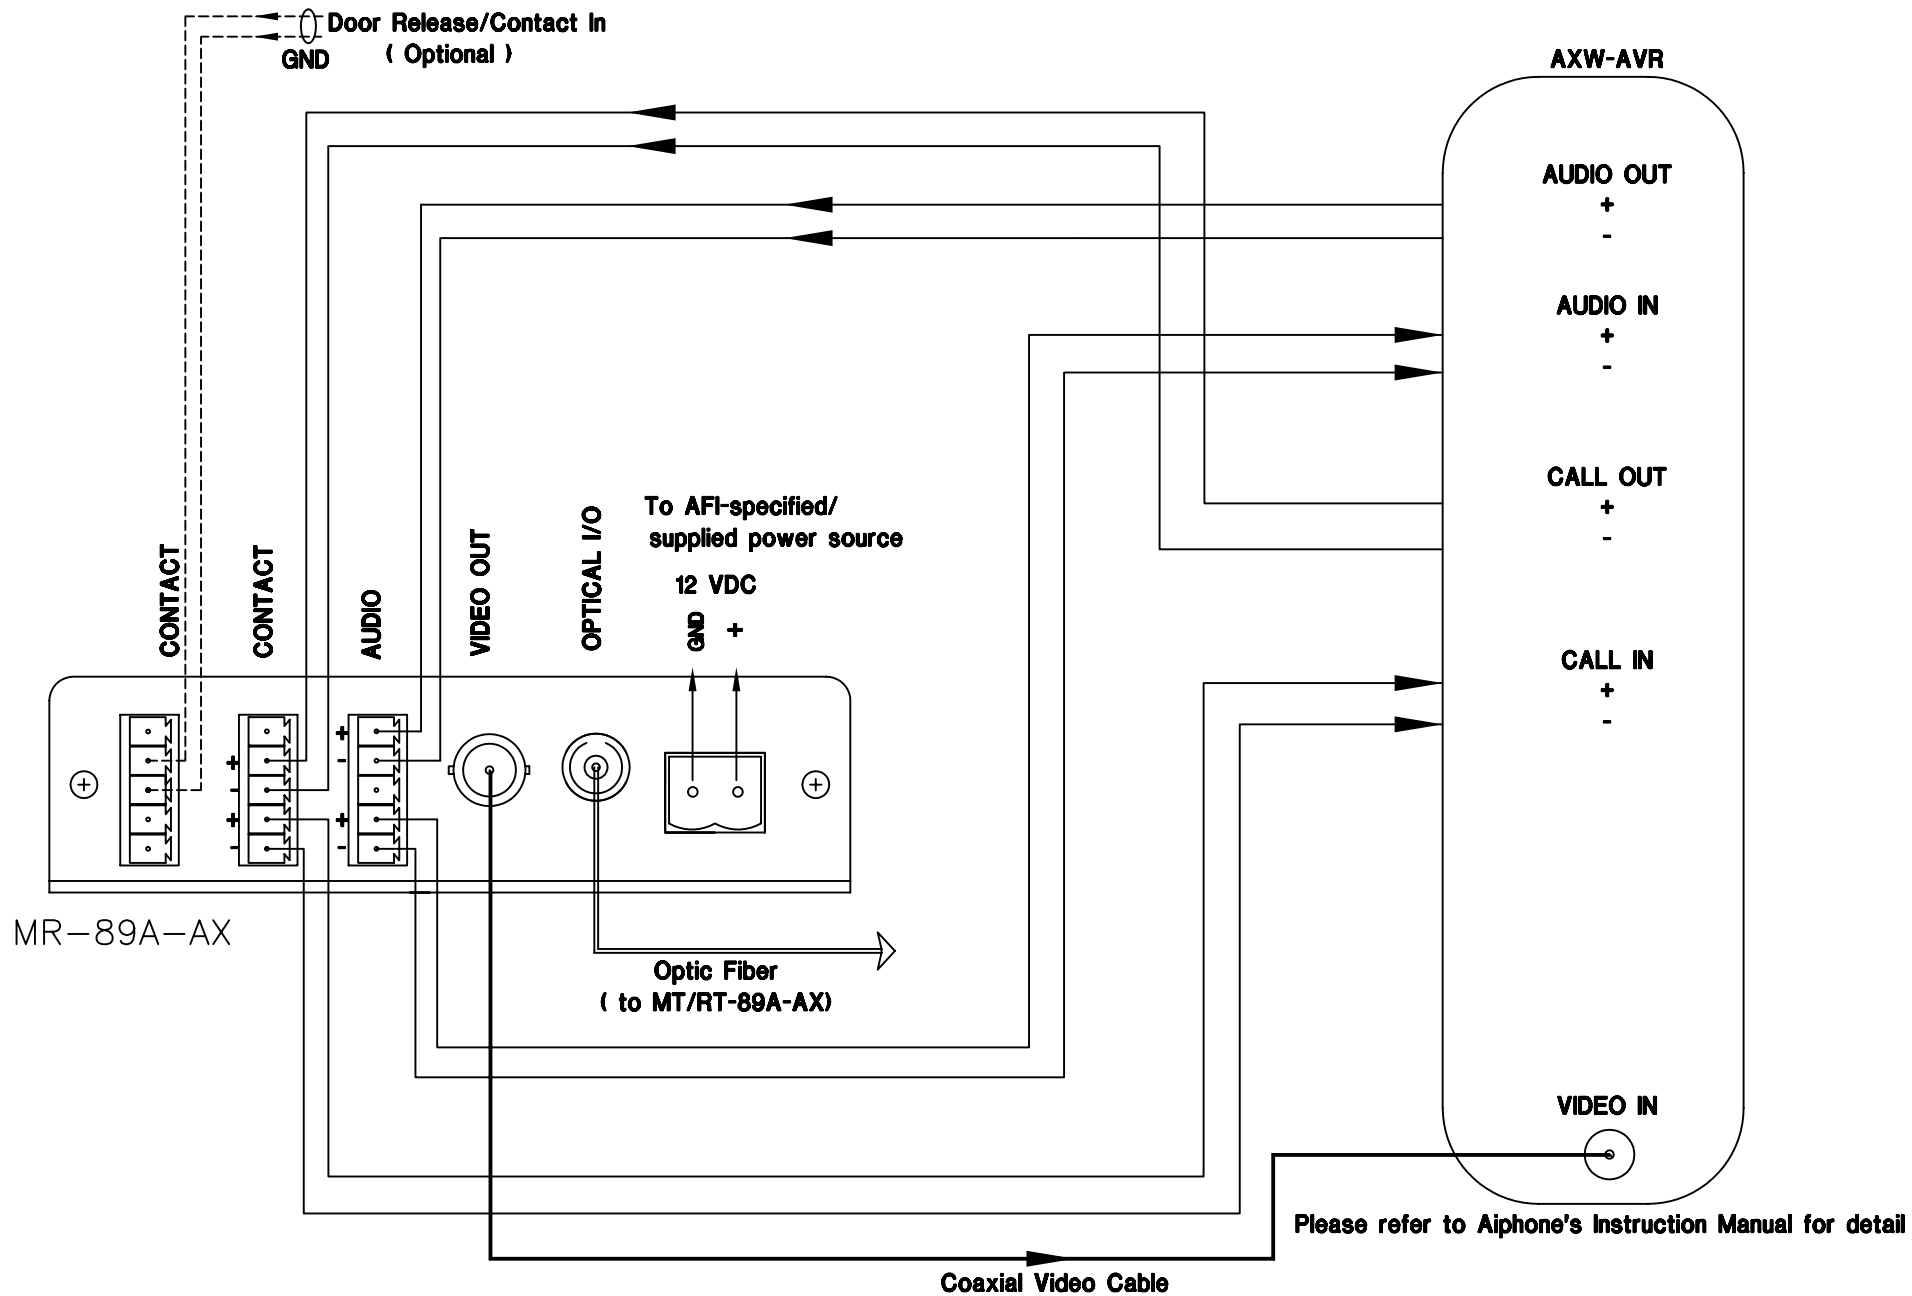 Door Release/Contact In
( Optional )
GND
AXW-AVR
AUDIO OUT
+
-
AUDIO IN
+
-
CALL OUT
+
-
CALL IN
+
-
VIDEO IN
Please refer to Aiphone's Instruction Manual for detail
To AFI-specified/
supplied power source
12 VDC
GND
+
CONTACT
CONTACT
AUDIO
VIDEO OUT
OPTICAL I/O
+
-
+
-
+
-
+
-
MR-89A-AX
Optic Fiber
( to MT/RT-89A-AX)
Coaxial Video Cable